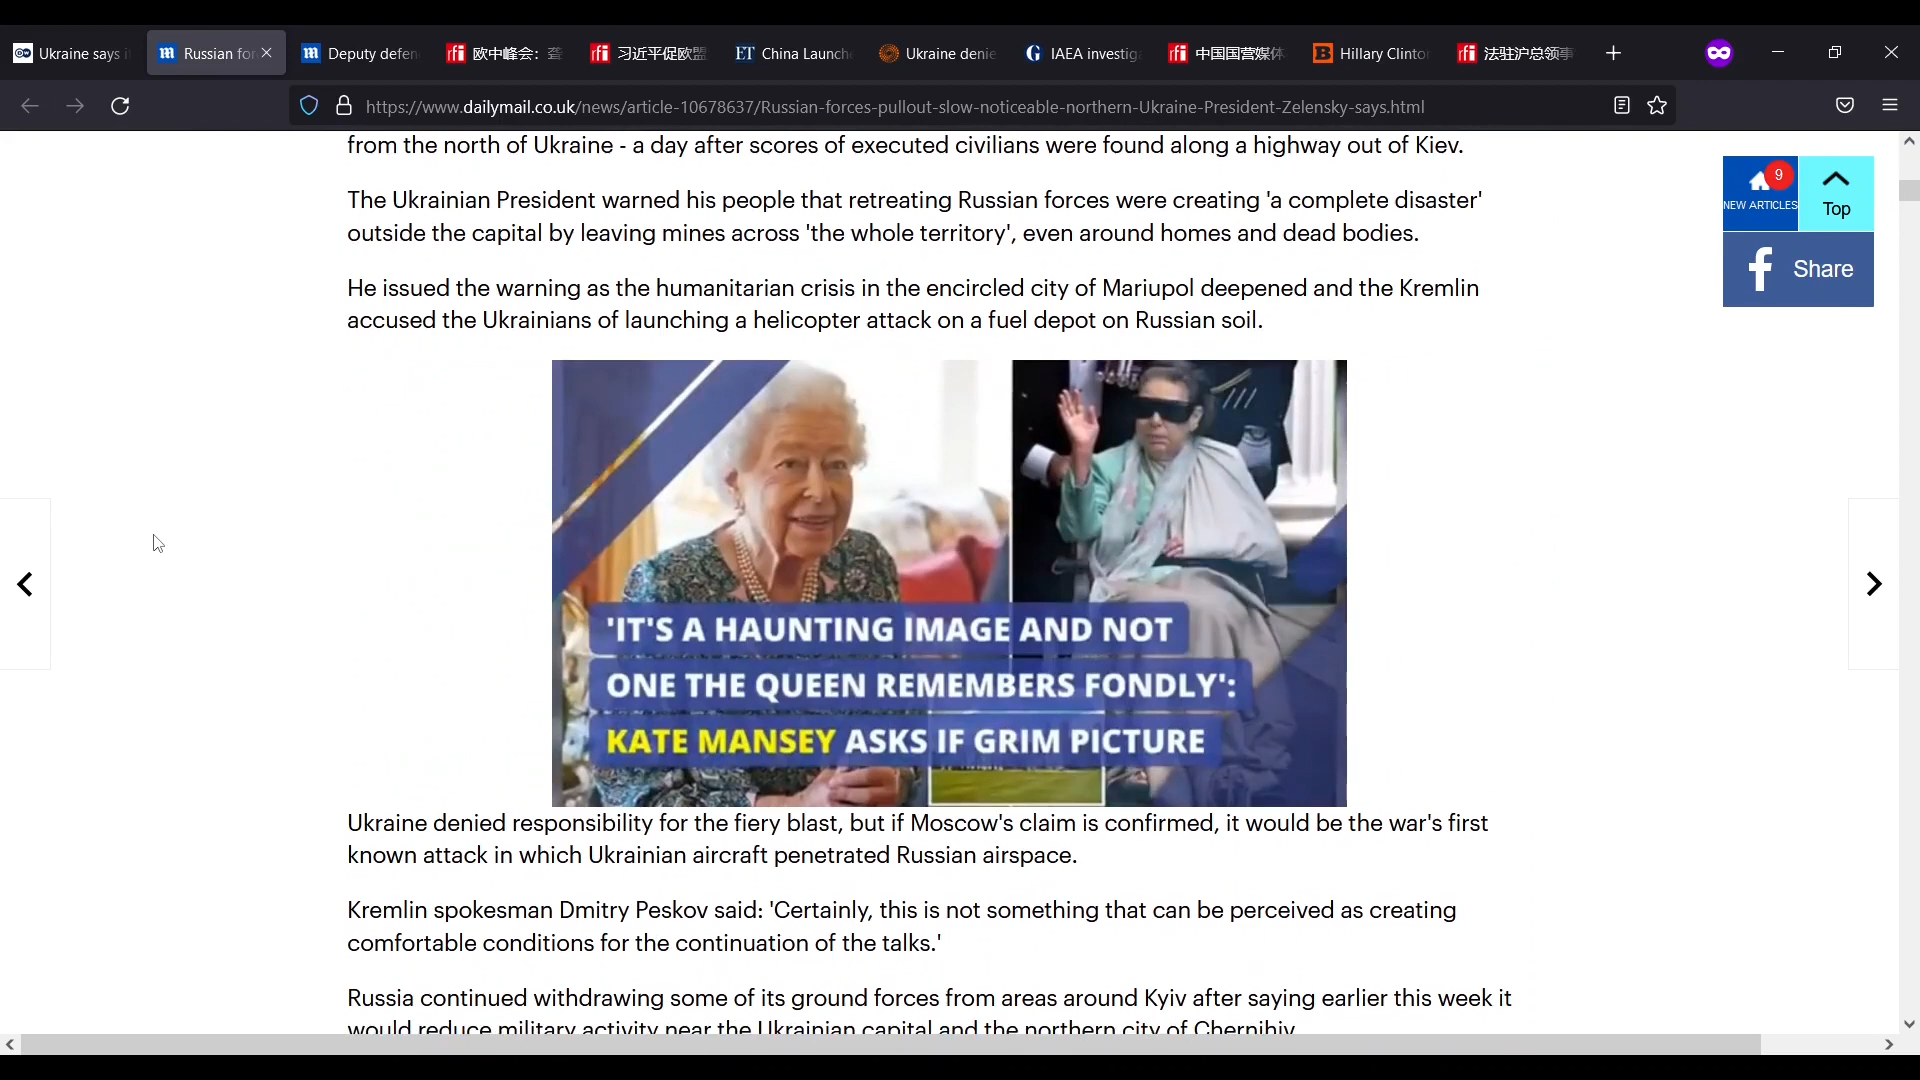 Ukraine says i
Russian for
Deputy defen
欧中峰会：聋
习近平促欧盟
China Launch
Ukraine denie
IAEA investig
中国国营媒体
Hillary Clinto
法驻沪总领事
https://www.dailymail.co.uk/news/article-10678637/Russian-forces-pullout-slow-noticeable-northern-Ukraine-President-Zelensky-says.html
from the north of Ukraine - a day after scores of executed civilians were found along a highway out of Kiev.
The Ukrainian President warned his people that retreating Russian forces were creating 'a complete disaster'
outside the capital by leaving mines across 'the whole territory', even around homes and dead bodies.
He issued the warning as the humanitarian crisis in the encircled city of Mariupol deepened and the Kremlin
accused the Ukrainians of launching a helicopter attack on a fuel depot on Russian soil.
9
NEW ARTICLES
Top
Share
'IT'S A HAUNTING IMAGE AND NOT
ONE THE QUEEN REMEMBERS FONDLY':
KATE MANSEY ASKS IF GRIM PICTURE
Ukraine denied responsibility for the fiery blast, but if Moscow's claim is confirmed, it would be the war's first
known attack in which Ukrainian aircraft penetrated Russian airspace.
Kremlin spokesman Dmitry Peskov said: 'Certainly, this is not something that can be perceived as creating
comfortable conditions for the continuation of the talks.'
Russia continued withdrawing some of its ground forces from areas around Kyiv after saying earlier this week it
would reduce military activity near the Ukrainian capital and the northern city of Chernihiv.